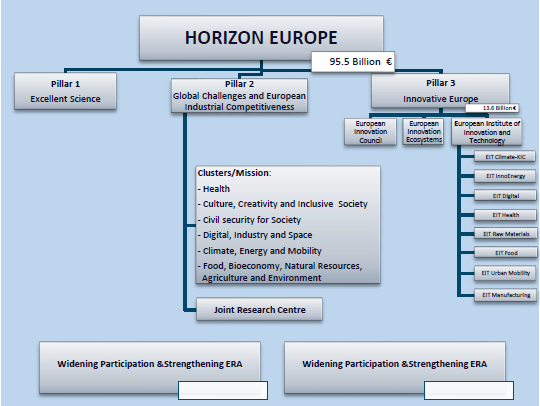 HORIZON EUROPE
95.5 Billion €
Pillar 1
Excellent Science
Pillar 2
Global Challenges and European
Industrial Competitiveness
Pillar 3
Innovative Europe
13.6 Billion €
European
Innovation
Council
European
Innovation
Ecosystems
European Institute of
Innovation and
Technology
EIT Climate-KIC
EIT InnoEnergy
EIT Digital
EIT Health
EIT Raw Materials
EIT Food
EIT Urban Mobility
EIT Manufacturing
Clusters/Mission:
- Health
- Culture, Creativity and Inclusive Society
- Civil security for Society
- Digital, Industry and Space
- Climate, Energy and Mobility
- Food, Bioeconomy, Natural Resources,
Agriculture and Environment
Joint Research Centre
Widening Participation &Strengthening ERA
Widening Participation &Strengthening ERA